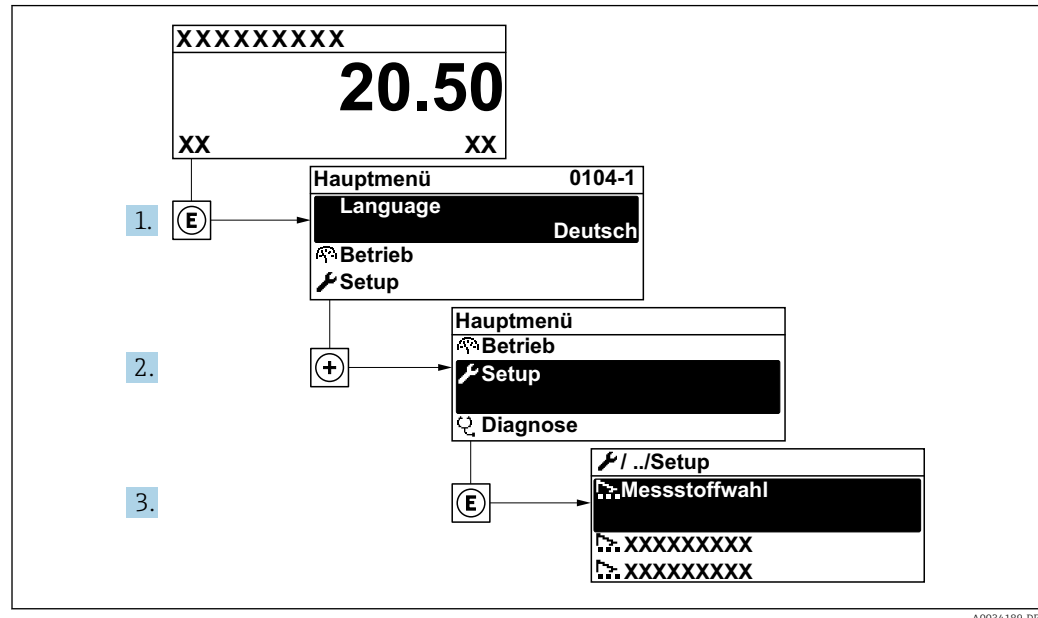 XXXXXXXXX
20.50
XX XX
1. E
Hauptmenü 0104-1
Language
Deutsch
Betrieb
Setup
2. +
Hauptmenü
Betrieb
Setup
Diagnose
3. E
/ ../Setup
Messstoffwahl
XXXXXXXXX
XXXXXXXXX